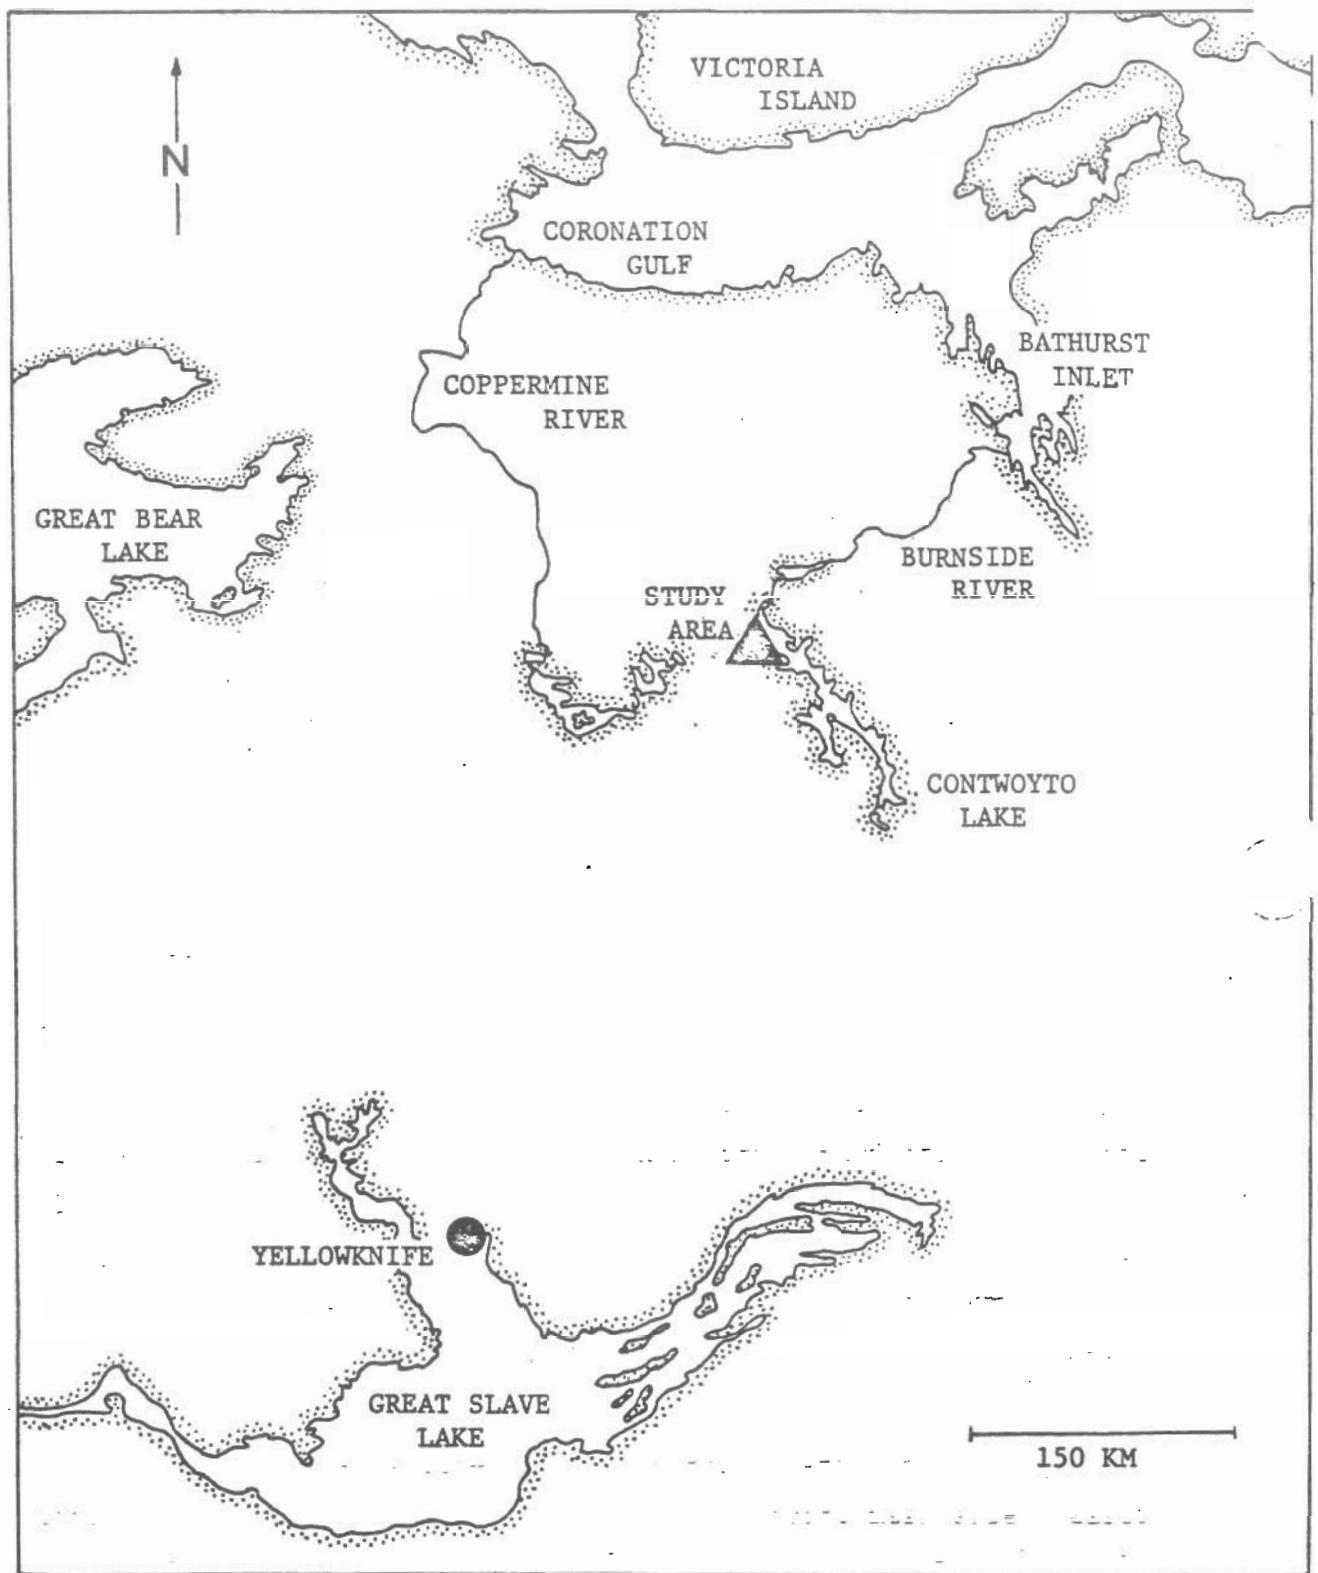 VICTORIA
ISLAND
N
CORONATION
GULF
BATHURST
INLET
COPPERMINE
RIVER
GREAT BEAR
LAKE
BURNSIDE
RIVER
STUDY
AREA
CONTWOYTO
LAKE
YELLOWKNIFE
GREAT SLAVE
LAKE
150 KM